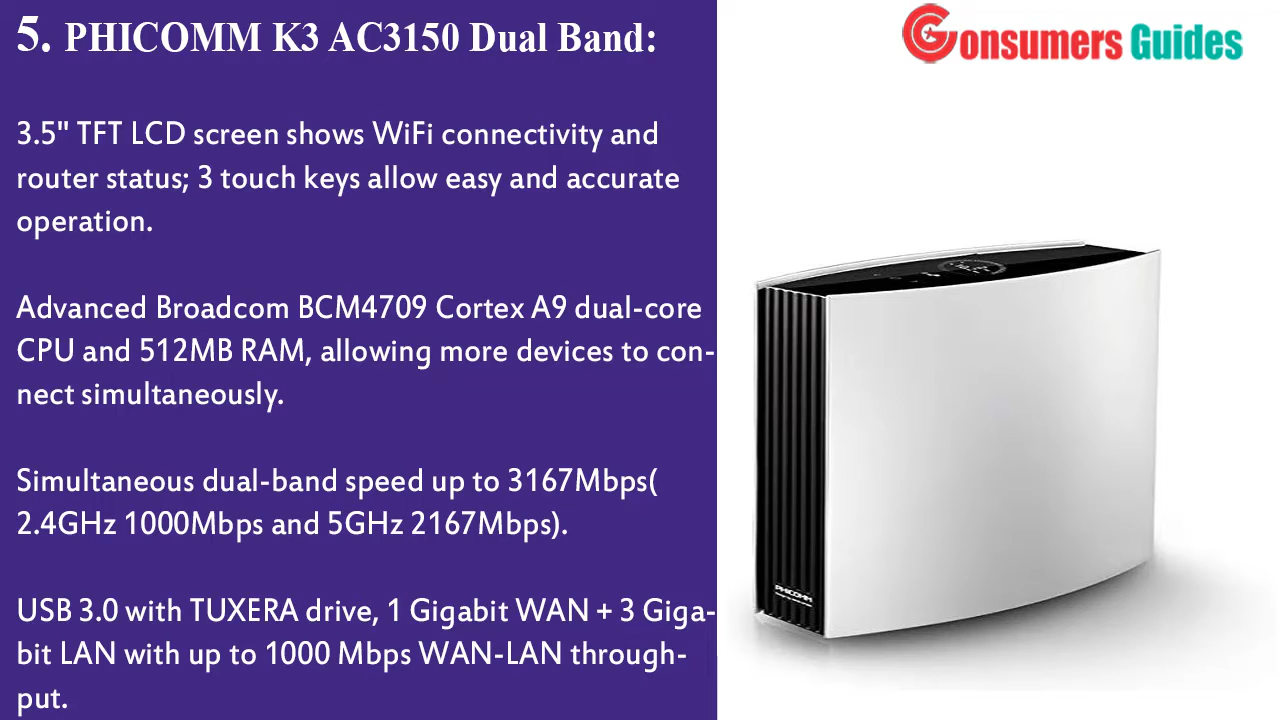 5. PHICOMM K3 AC3150 Dual Band:
Consumers Guides
3.5" TFT LCD screen shows WiFi connectivity and
router status; 3 touch keys allow easy and accurate
operation.
Advanced Broadcom BCM4709 Cortex A9 dual-core
CPU and 512MB RAM, allowing more devices to con-
nect simultaneously.
Simultaneous dual-band speed up to 3167Mbps(
2.4GHz 1000Mbps and 5GHz 2167Mbps).
USB 3.0 with TUXERA drive, 1 Gigabit WAN + 3 Giga-
bit LAN with up to 1000 Mbps WAN-LAN through-
put.
PHICOMM